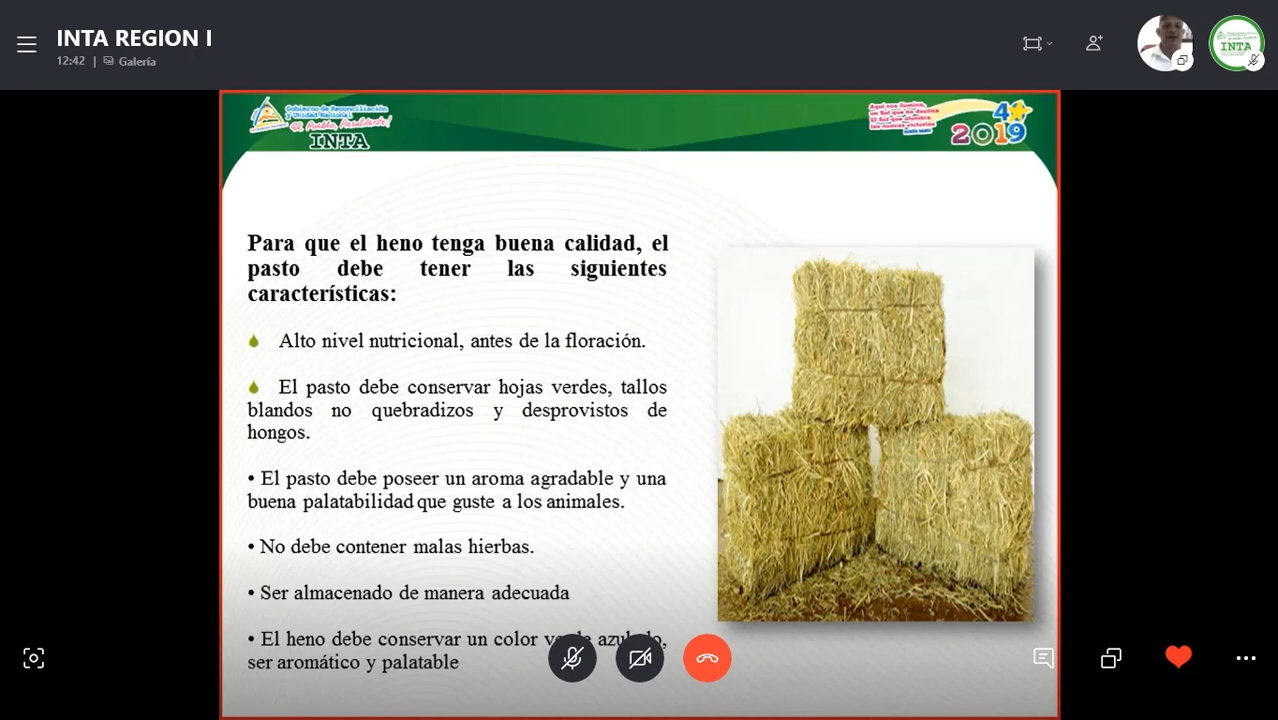 INTA REGION I
12:42 | Galería
INTA
Gobierno de Reconciliación
y Unidad Nacional
El Pueblo, Presidente!
INTA
4
2019
Para que el heno tenga buena calidad, el
pasto debe tener las siguientes
características:
Alto nivel nutricional, antes de la floración.
El pasto debe conservar hojas verdes, tallos
blandos no quebradizos y desprovistos de
hongos.
• El pasto debe poseer un aroma agradable y una
buena palatabilidad que guste a los animales.
• No debe contener malas hierbas.
• Ser almacenado de manera adecuada
• El heno debe conservar un color
ser aromático y palatable